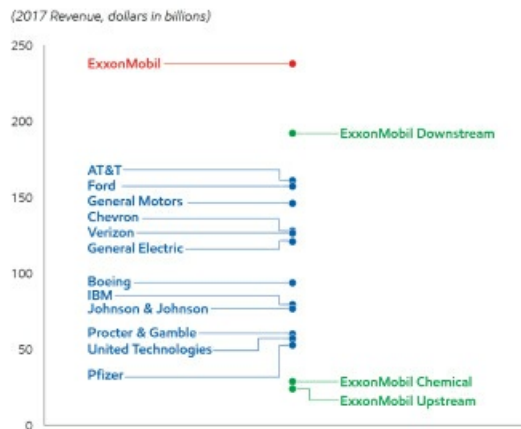 (2017 Revenue, dollars in billions)
250
ExxonMobil
200
ExxonMobil Downstream
AT&T
Ford
150
General Motors
Chevron
Verizon
General Electric
100
Boeing
IBM
Johnson & Johnson
Procter & Gamble
50
United Technologies
Pfizer
ExxonMobil Chemical
ExxonMobil Upstream
0